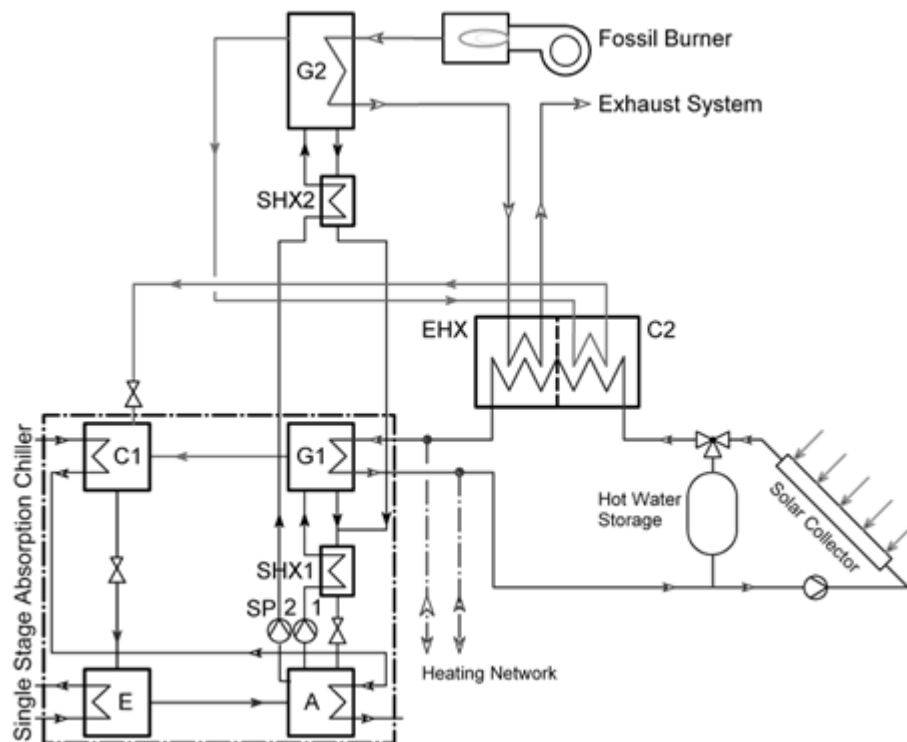 Fossil Burner
G2
Exhaust System
SHX2
EHX
C2
C1
G1
Hot Water
Storage
Solar Collector
SHX1
SP 2 1
Heating Network
E
A
Single Stage Absorption Chiller